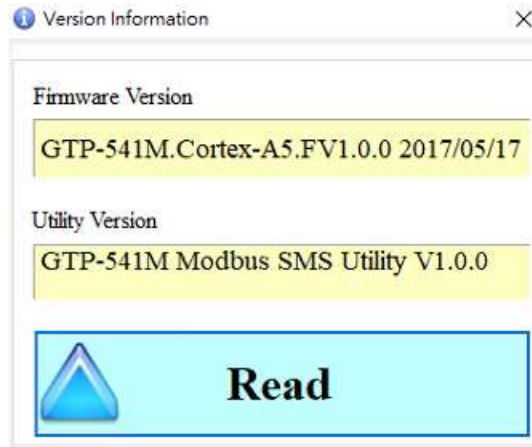 Version Information
Firmware Version
GTP-541M.Cortex-A5.FV1.0.0 2017/05/17
Utility Version
GTP-541M Modbus SMS Utility V1.0.0
Read